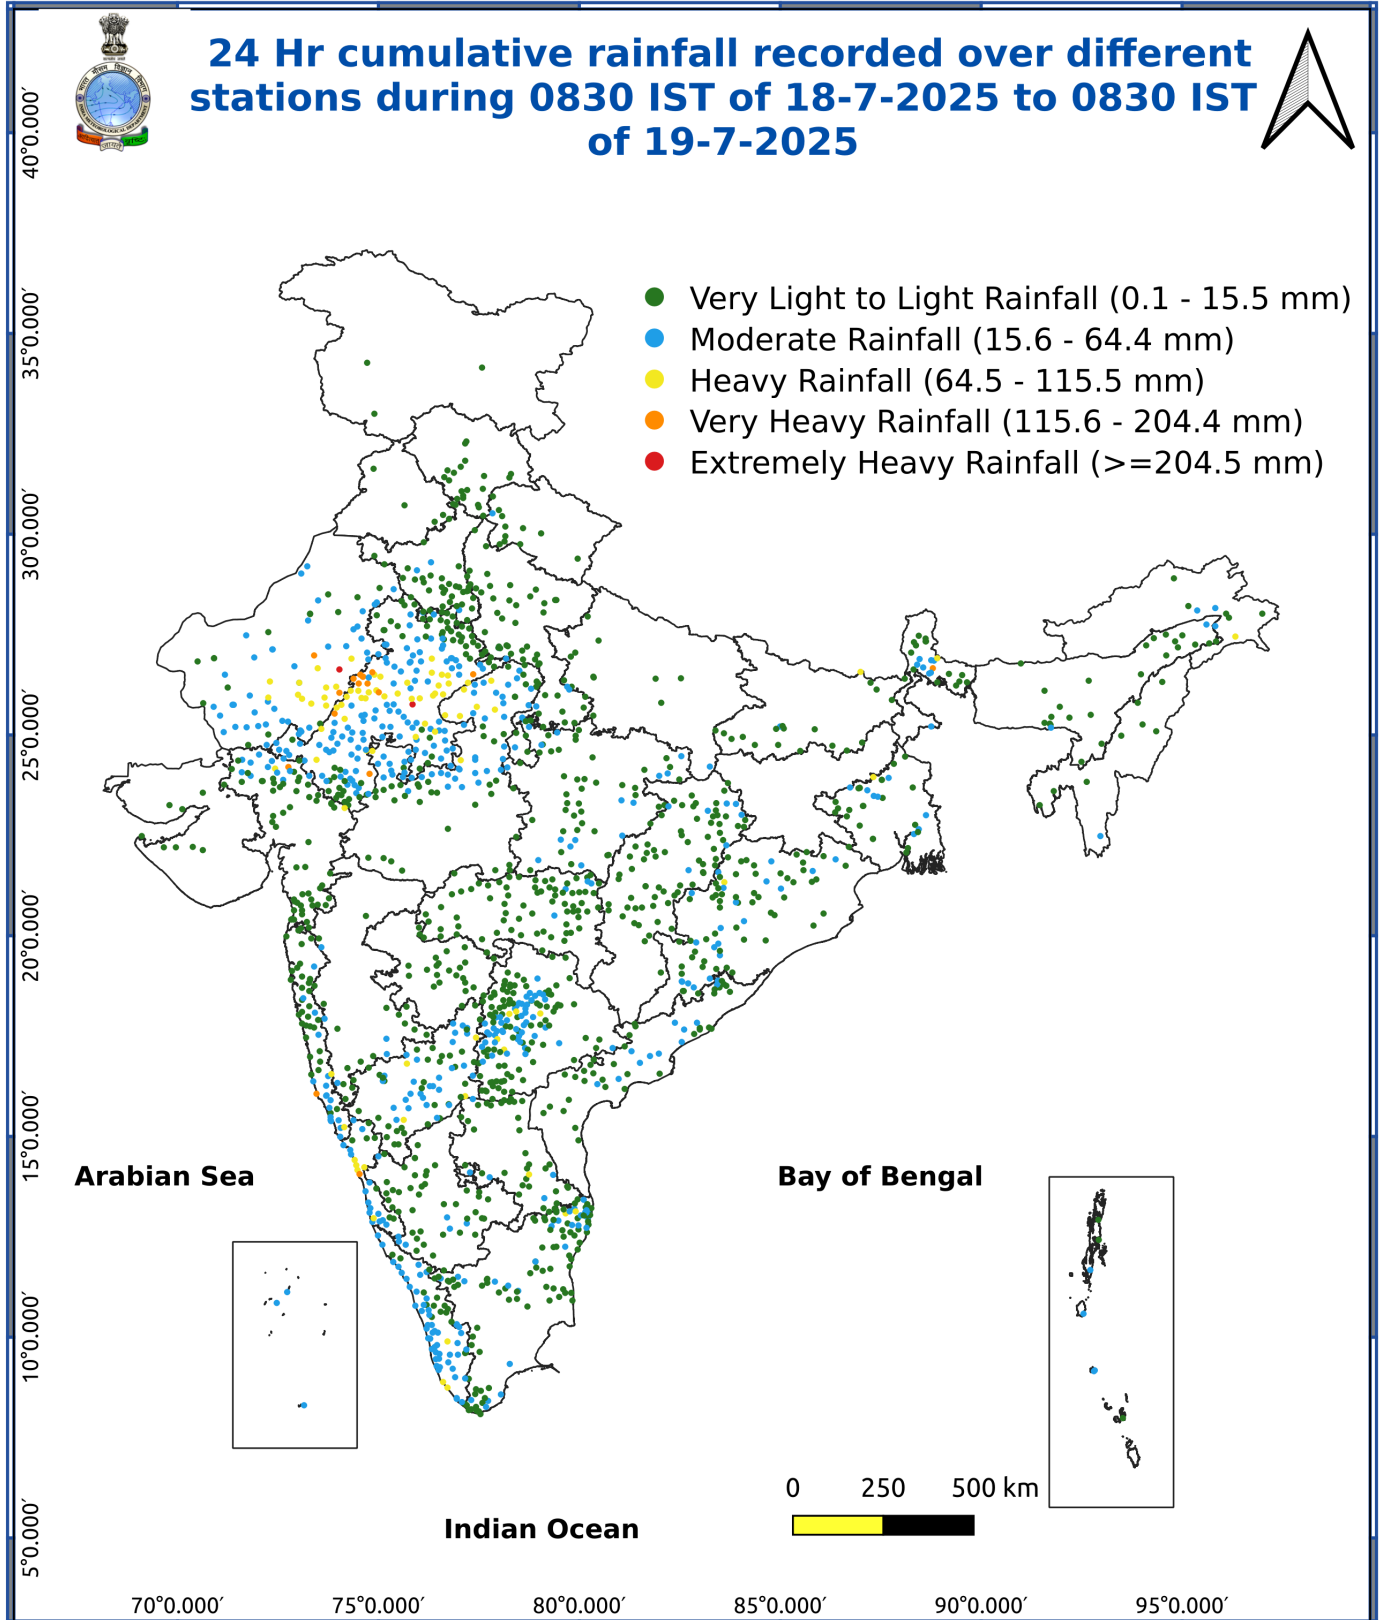 24 Hr cumulative rainfall recorded over different
stations during 0830 IST of 18-7-2025 to 0830 IST
of 19-7-2025
Very Light to Light Rainfall (0.1 - 15.5 mm)
Moderate Rainfall (15.6 - 64.4 mm)
Heavy Rainfall (64.5 - 115.5 mm)
Very Heavy Rainfall (115.6 - 204.4 mm)
Extremely Heavy Rainfall (>=204.5 mm)
40°0.000′
35°0.000′
30°0.000′
25°0.000′
20°0.000′
15°0.000′
10°0.000′
5°0.000′
Arabian Sea
Bay of Bengal
Indian Ocean
0 250 500 km
70°0.000′ 75°0.000′ 80°0.000′ 85°0.000′ 90°0.000′ 95°0.000′